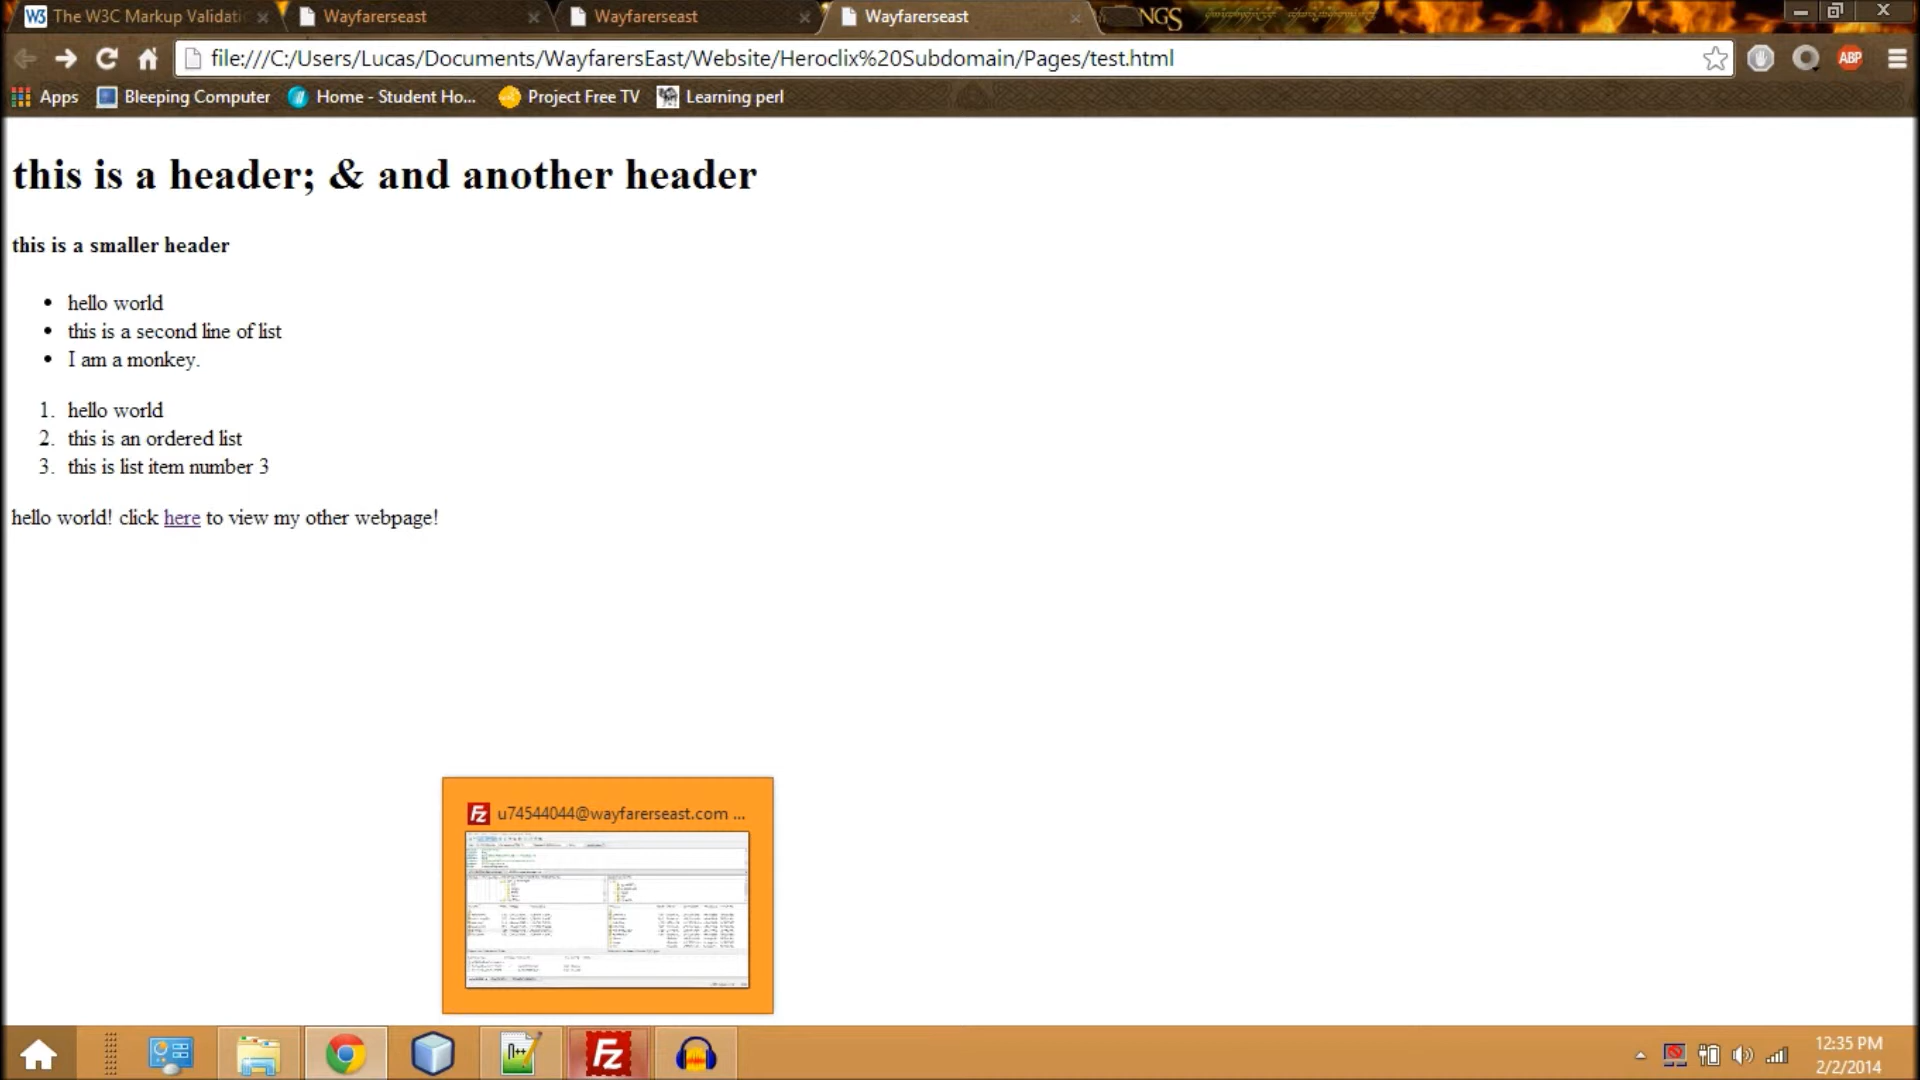 The W3C Markup Validati
Wayfarerseast
Wayfarerseast
Wayfarerseast
NGS
file:///C:/Users/Lucas/Documents/WayfarersEast/Website/Heroclix%20Subdomain/Pages/test.html
ABP
Apps
Bleeping Computer
Home - Student Ho...
Project Free TV
Learning perl
this is a header; & and another header
this is a smaller header
• hello world
• this is a second line of list
• I am a monkey.
1. hello world
2. this is an ordered list
3. this is list item number 3
hello world! click here to view my other webpage!
Fz u74544044@wayfarerseast.com ...
12:35 PM
2/2/2014